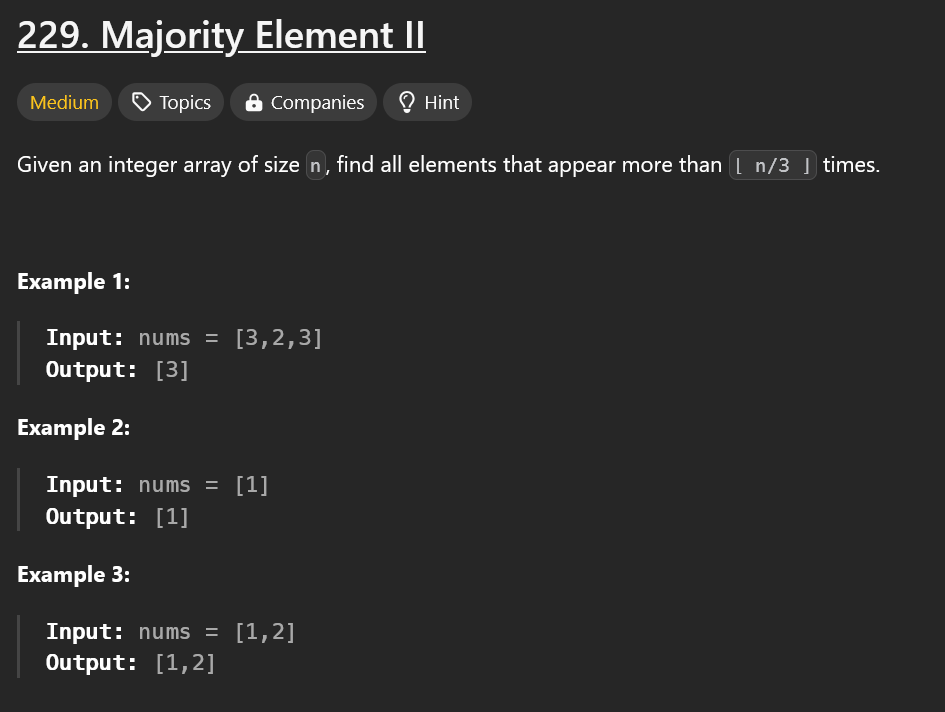 229. Majority Element II
Medium Topics Companies Hint
Given an integer array of size n, find all elements that appear more than ⌊ n/3 ⌋ times.
Example 1:
Input: nums = [3,2,3]
Output: [3]
Example 2:
Input: nums = [1]
Output: [1]
Example 3:
Input: nums = [1,2]
Output: [1,2]